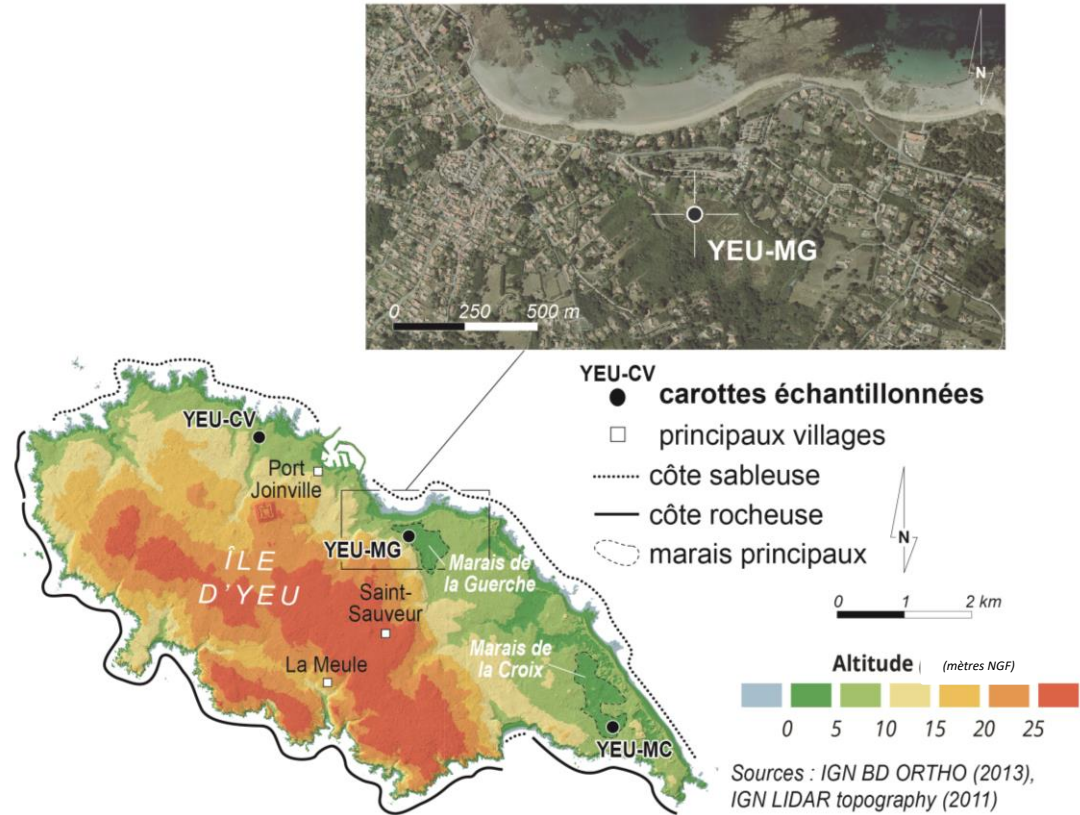 N
YEU-MG
0 250 500 m
YEU-CV
carottes échantillonnées
principaux villages
côte sableuse
côte rocheuse
marais principaux
N
0 1 2 km
Altitude (mètres NGF)
0 5 10 15 20 25
Sources : IGN BD ORTHO (2013),
IGN LIDAR topography (2011)
YEU-CV
Port
Joinville
YEU-MG
Marais de
la Guerche
ÎLE
D'YEU
Saint-
Sauveur
La Meule
Marais de
la Croix
YEU-MC